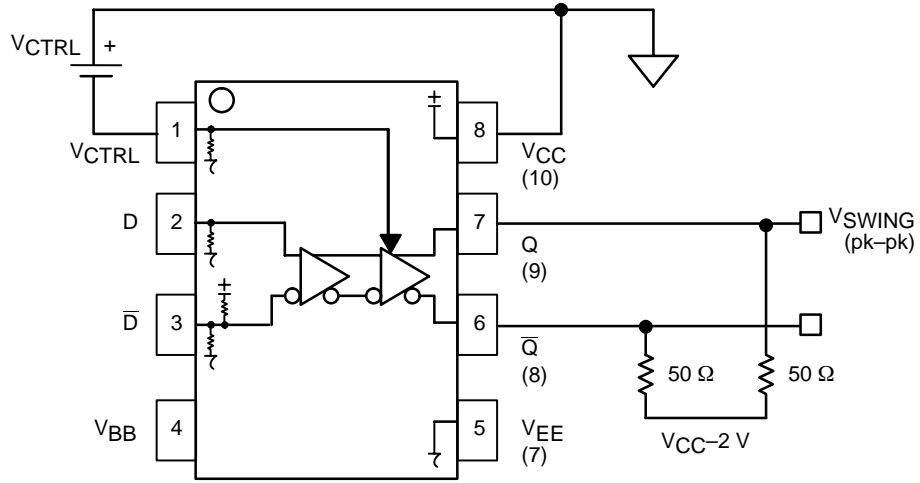 VCTRL
+
1
8
VCTRL
VCC
(10)
D
2
7
VSWING
(pk–pk)
Q
(9)
D̅
3
6
Q̅
(8)
50 Ω
50 Ω
VBB
4
5
VEE
(7)
VCC–2 V